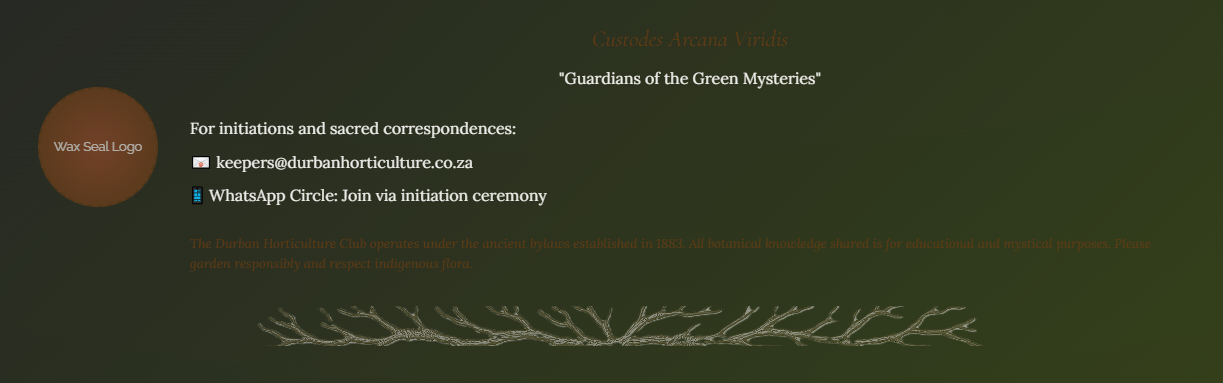 Custodes Arcana Viridis
"Guardians of the Green Mysteries"
Wax Seal Logo
For initiations and sacred correspondences:
keepers@durbanhorticulture.co.za
WhatsApp Circle: Join via initiation ceremony
The Durban Horticulture Club operates under the ancient bylaws established in 1883. All botanical knowledge shared is for educational and mystical purposes. Please
garden responsibly and respect indigenous flora.